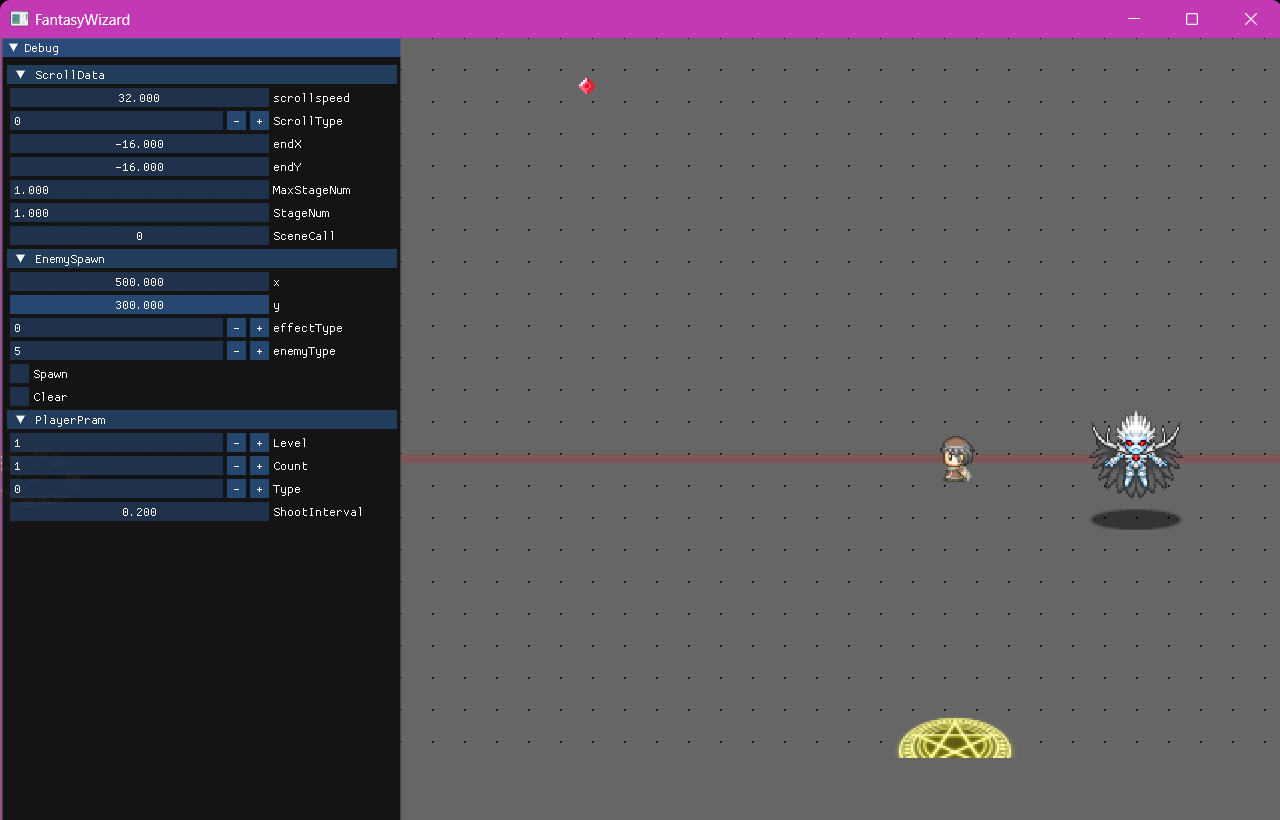 FantasyWizard
Debug
ScrollData
32.000 scrollspeed
0 - + ScrollType
-16.000 endX
-16.000 endY
1.000 MaxStageNum
1.000 StageNum
0 SceneCall
EnemySpawn
500.000 x
300.000 y
0 - + effectType
5 - + enemyType
Spawn
Clear
PlayerPram
1 - + Level
1 - + Count
0 - + Type
0.200 ShootInterval